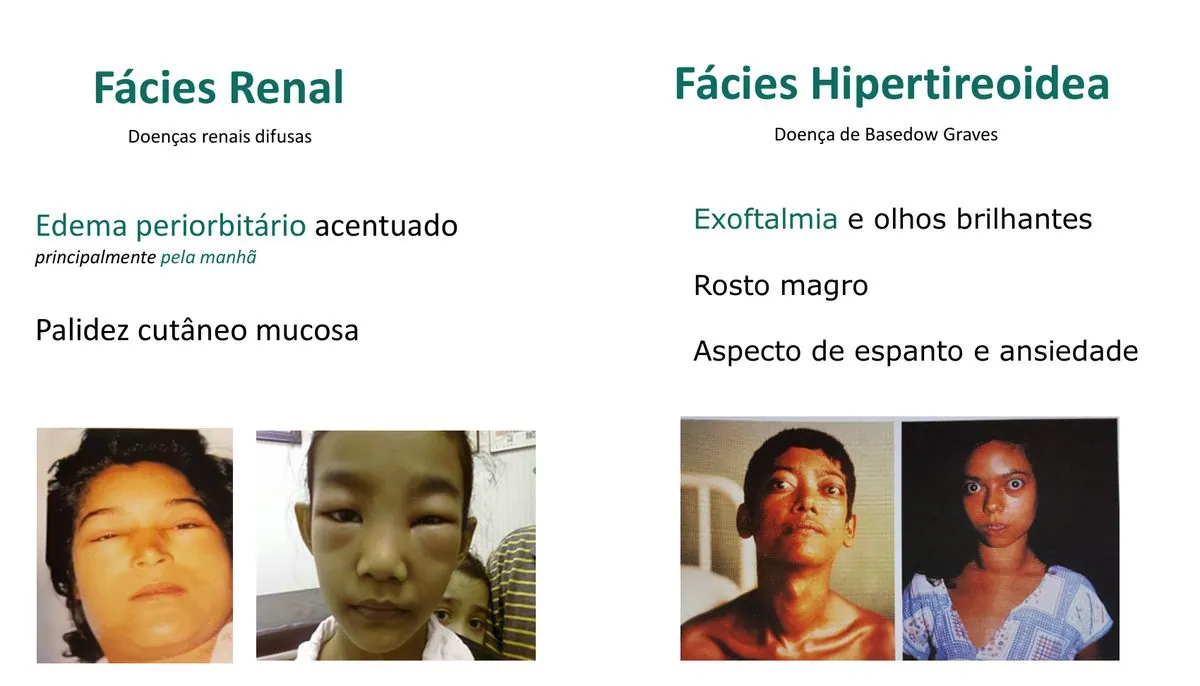 Fácies Renal
Doenças renais difusas
Edema periorbitário acentuado
principalmente pela manhã
Palidez cutâneo mucosa
Fácies Hipertireoidea
Doença de Basedow Graves
Exoftalmia e olhos brilhantes
Rosto magro
Aspecto de espanto e ansiedade